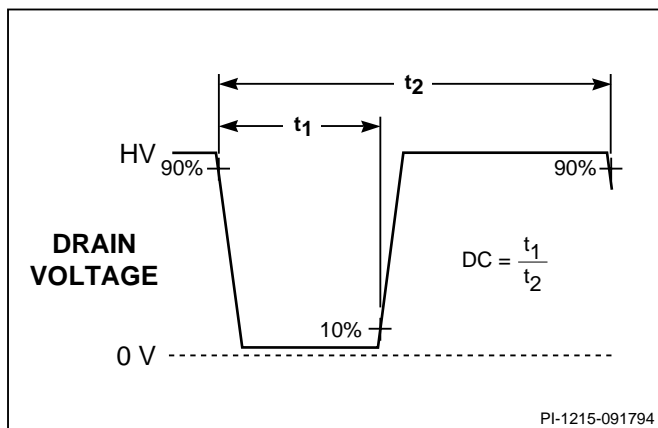 t2
t1
HV
90%
90%
DRAIN
VOLTAGE
DC = t1
t2
10%
0 V
PI-1215-091794